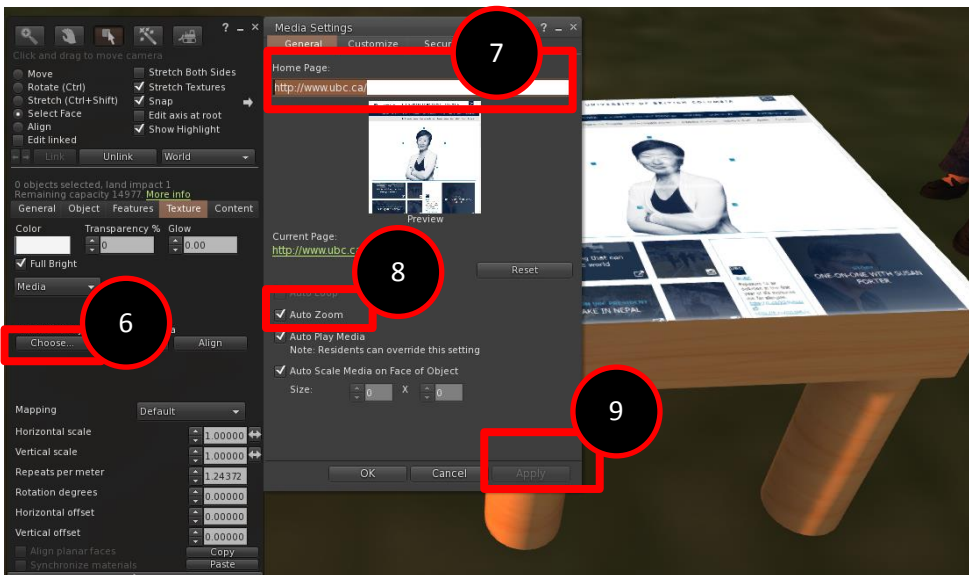 ? _ ×
Click and drag to move camera
Move
Rotate (Ctrl)
Stretch (Ctrl+Shift)
Select Face
Align
Edit linked
Stretch Both Sides
Stretch Textures
Snap
Edit axis at root
Show Highlight
Link
Unlink
World
0 objects selected, land impact 1
Remaining capacity 14977. More info
General Object Features Texture Content
Color Transparency % Glow
0 0.00
Full Bright
Media
6
Choose...
Align
Mapping Default
Horizontal scale 1.00000
Vertical scale 1.00000
Repeats per meter 1.24372
Rotation degrees 0.00000
Horizontal offset 0.00000
Vertical offset 0.00000
Align planar faces Copy
Synchronize materials Paste
Media Settings ? _ ×
General Customize
7
Home Page:
http://www.ubc.ca/
Preview
Current Page:
http://www.ubc.c
8
Reset
Auto Loop
Auto Zoom
Auto Play Media
Note: Residents can override this setting
Auto Scale Media on Face of Object
Size: 0 X 0
9
OK Cancel Apply
ONE-ON-ONE WITH SUSAN
PORTER
AKE IN NEPAL